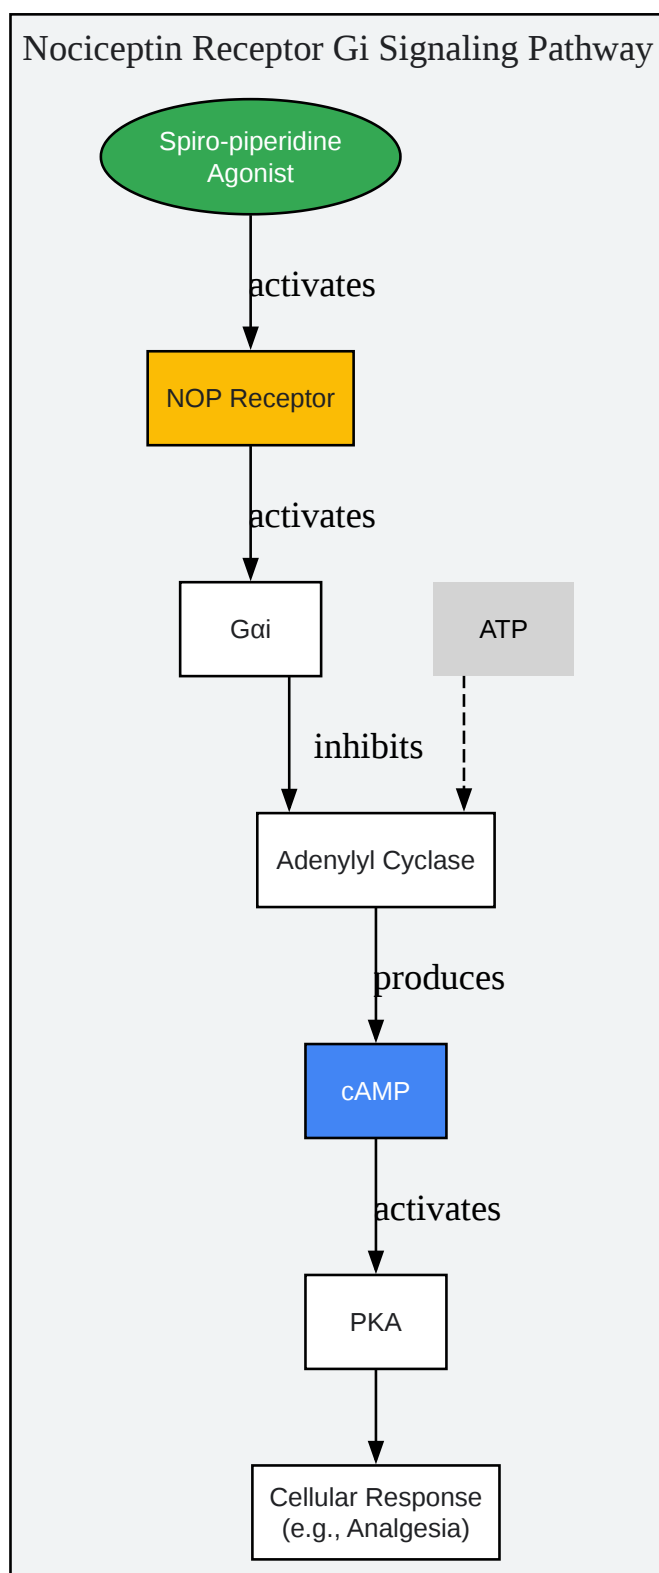 Nociceptin Receptor Gi Signaling Pathway
Spiro-piperidine
Agonist
activates
NOP Receptor
activates
Gαi
ATP
inhibits
Adenylyl Cyclase
produces
cAMP
activates
PKA
Cellular Response
(e.g., Analgesia)